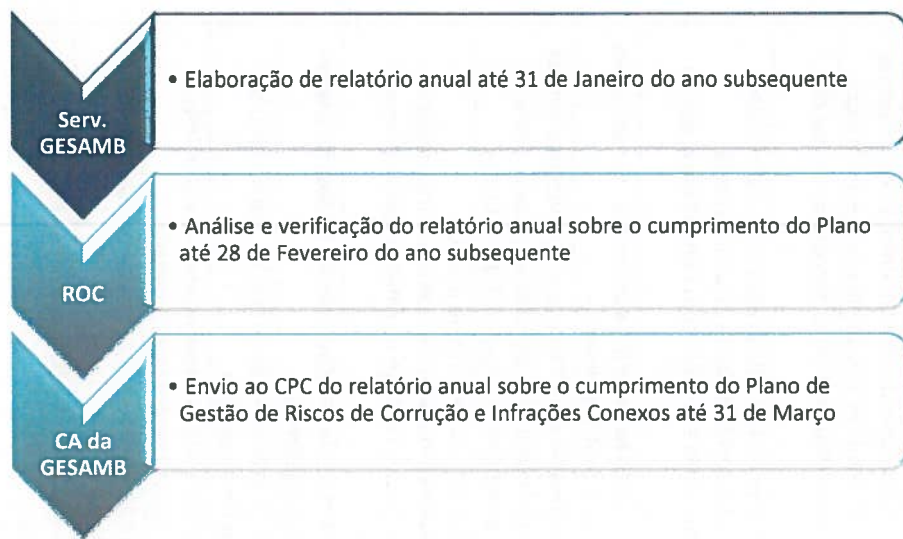 Serv.
GESAMB
• Elaboração de relatório anual até 31 de Janeiro do ano subsequente
ROC
• Análise e verificação do relatório anual sobre o cumprimento do Plano
até 28 de Fevereiro do ano subsequente
CA da
GESAMB
• Envio ao CPC do relatório anual sobre o cumprimento do Plano de
Gestão de Riscos de Corrução e Infrações Conexos até 31 de Março